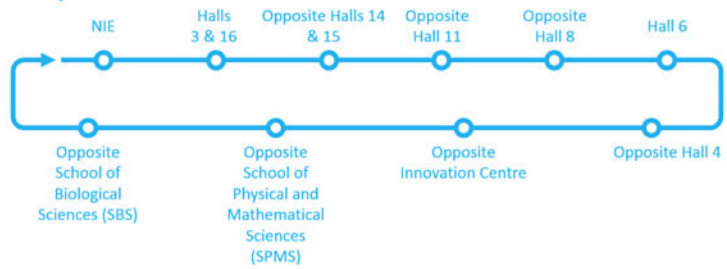 NIE
Halls
3 & 16
Opposite Halls 14
& 15
Opposite
Hall 11
Opposite
Hall 8
Hall 6
Opposite
School of
Biological
Sciences (SBS)
Opposite
School of
Physical and
Mathematical
Sciences
(SPMS)
Opposite
Innovation Centre
Opposite Hall 4